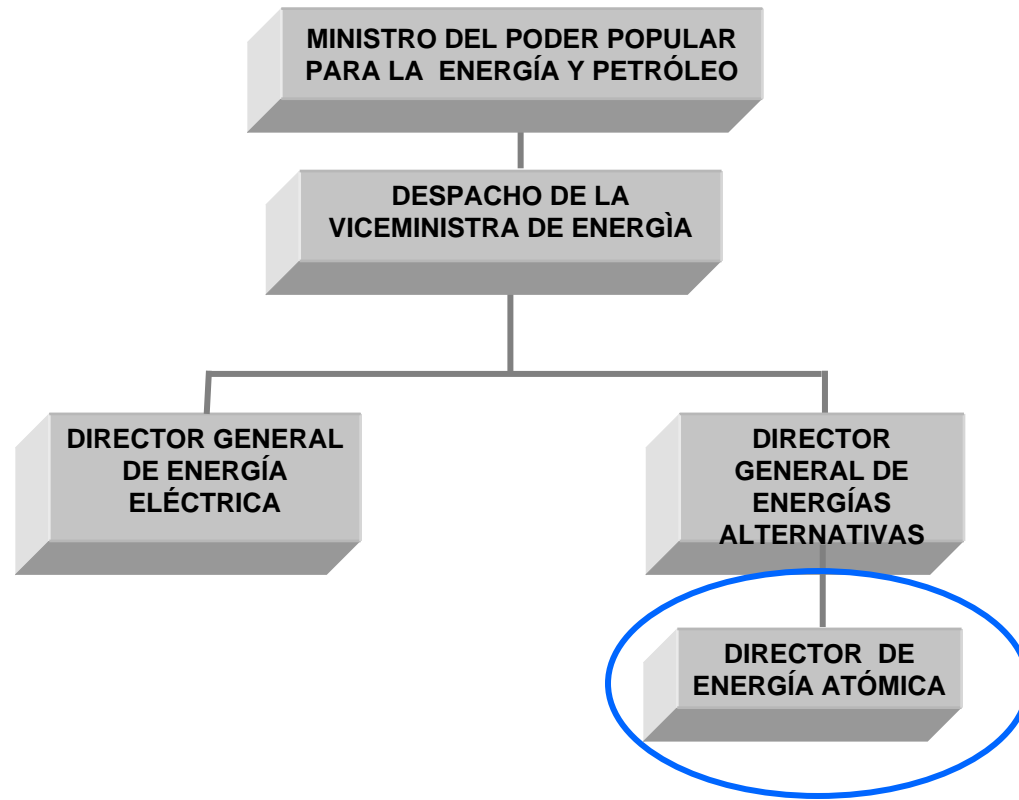 MINISTRO DEL PODER POPULAR
PARA LA ENERGÍA Y PETRÓLEO
DESPACHO DE LA
VICEMINISTRA DE ENERGÌA
DIRECTOR GENERAL
DE ENERGÍA
ELÉCTRICA
DIRECTOR
GENERAL DE
ENERGÍAS
ALTERNATIVAS
DIRECTOR DE
ENERGÍA ATÓMICA